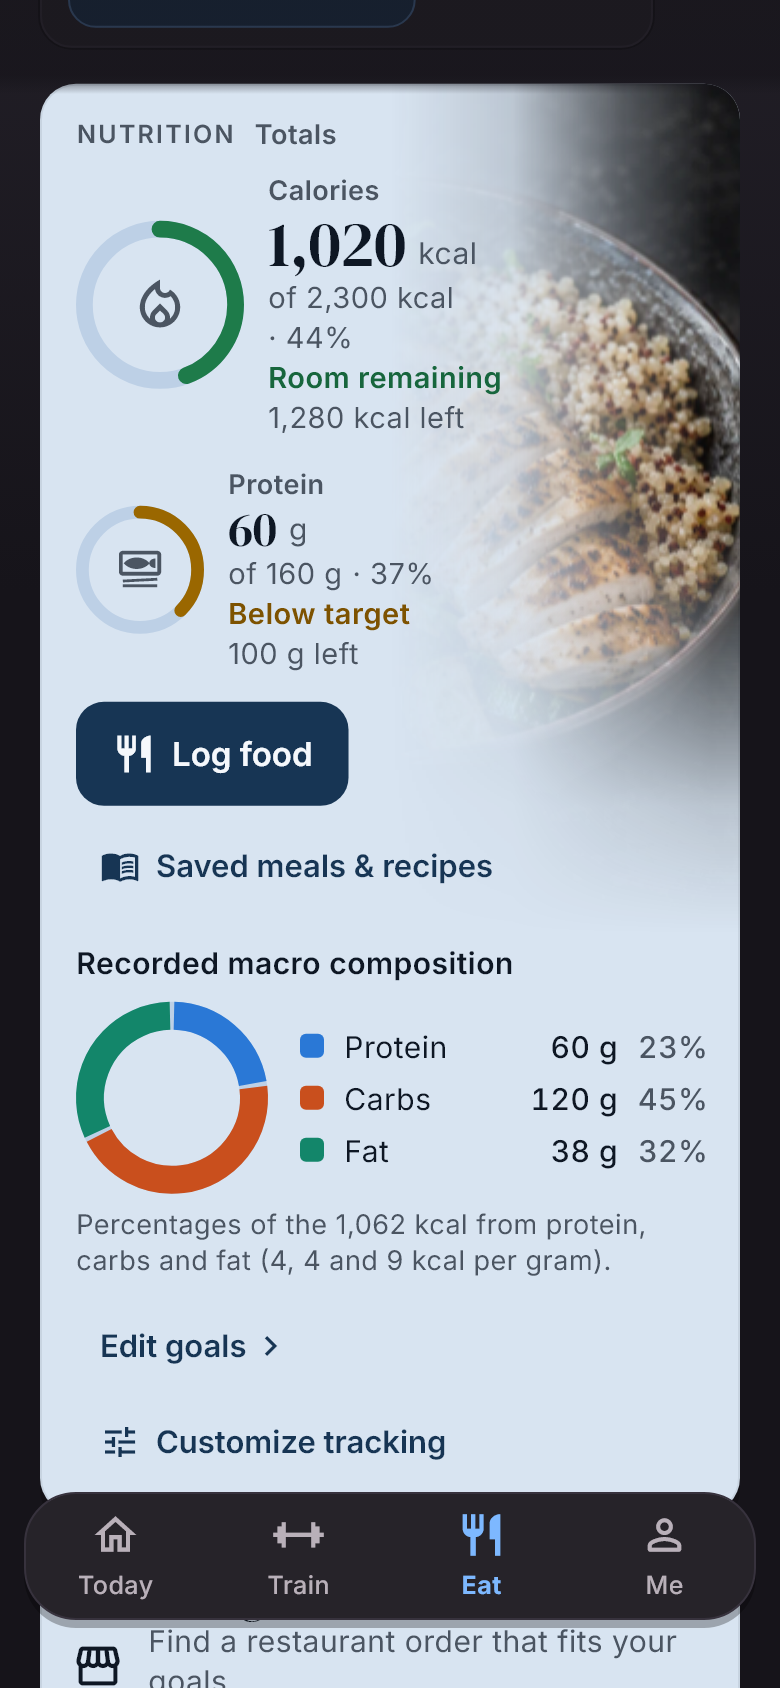 NUTRITION Totals
Calories
1,020 kcal
of 2,300 kcal
· 44%
Room remaining
1,280 kcal left
Protein
60 g
of 160 g · 37%
Below target
100 g left
Log food
Saved meals & recipes
Recorded macro composition
Protein 60 g 23%
Carbs 120 g 45%
Fat 38 g 32%
Percentages of the 1,062 kcal from protein,
carbs and fat (4, 4 and 9 kcal per gram).
Edit goals
Customize tracking
Today Train Eat Me
Find a restaurant order that fits your
goals